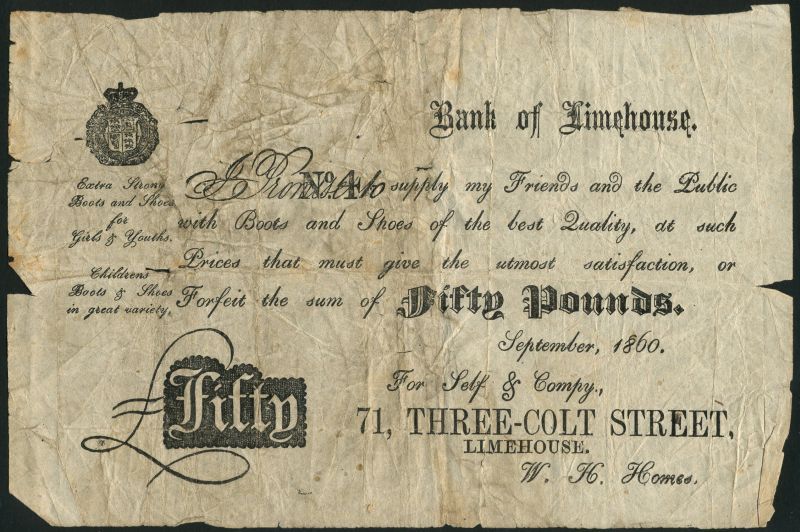 Bank of Limehouse.
Extra Strong
Boots and Shoes
for
Girls & Youths.
Childrens'
Boots & Shoes
in great variety.
No. 4
I Promise to supply my Friends and the Public
with Boots and Shoes of the best Quality, at such
Prices that must give the utmost satisfaction, or
Forfeit the sum of Fifty Pounds.
September, 1860.
For Self & Compy.,
£ Fifty
71, THREE-COLT STREET,
LIMEHOUSE.
W. H. Homes.